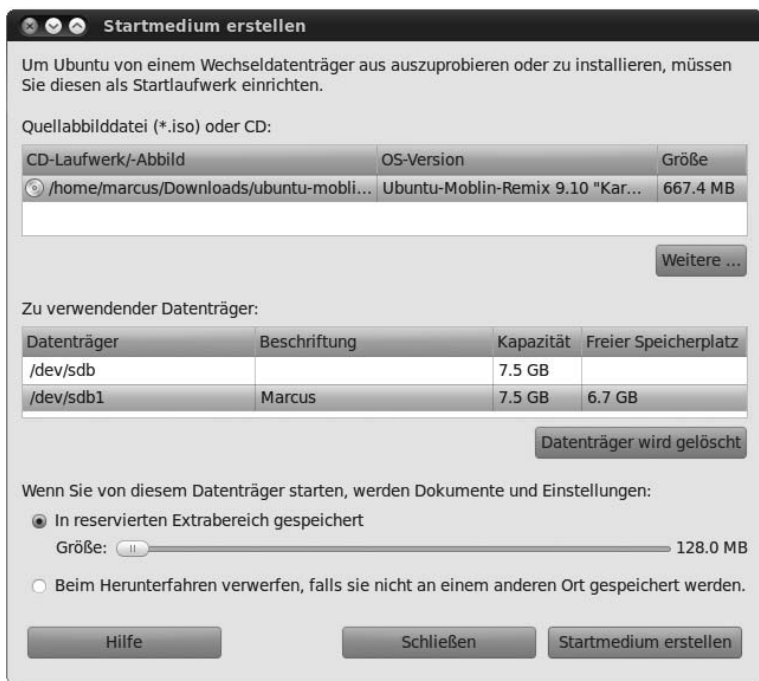 Startmedium erstellen
Um Ubuntu von einem Wechseldatenträger aus auszuprobieren oder zu installieren, müssen
Sie diesen als Startlaufwerk einrichten.
Quellabbilddatei (*.iso) oder CD:
CD-Laufwerk/-Abbild OS-Version Größe
/home/marcus/Downloads/ubuntu-mobli... Ubuntu-Moblin-Remix 9.10 "Kar... 667.4 MB
Weitere ...
Zu verwendender Datenträger:
Datenträger Beschriftung Kapazität Freier Speicherplatz
/dev/sdb 7.5 GB
/dev/sdb1 Marcus 7.5 GB 6.7 GB
Datenträger wird gelöscht
Wenn Sie von diesem Datenträger starten, werden Dokumente und Einstellungen:
In reservierten Extrabereich gespeichert
Größe: 128.0 MB
Beim Herunterfahren verwerfen, falls sie nicht an einem anderen Ort gespeichert werden.
Hilfe Schließen Startmedium erstellen